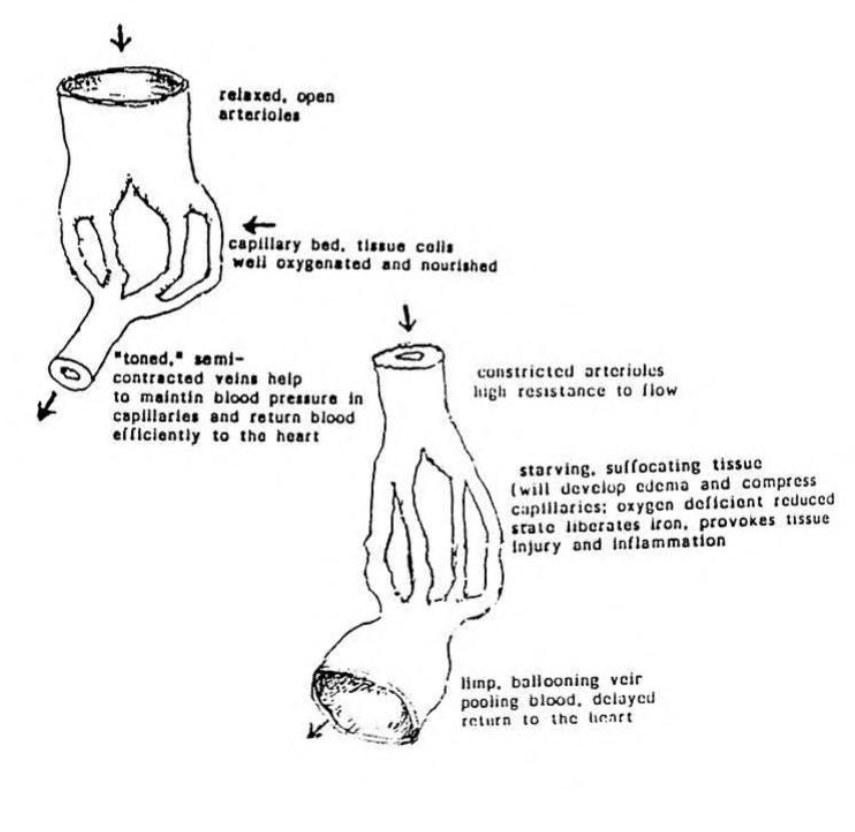 relaxed, open
arterioles
capillary bed, tissue cells
well oxygenated and nourished
"toned," semi-
contracted veins help
to maintin blood pressure in
capillaries and return blood
efficiently to the heart
constricted arterioles
high resistance to flow
starving, suffocating tissue
(will develop edema and compress
capillaries; oxygen deficient reduced
state liberates iron, provokes tissue
injury and inflammation
limp, ballooning veir
pooling blood, delayed
return to the heart